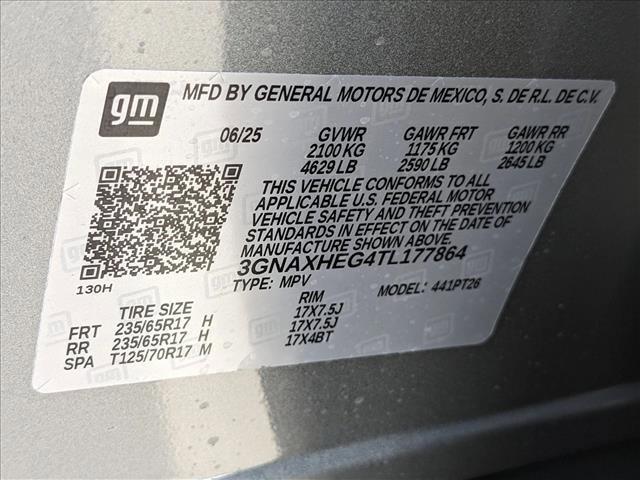 gm MFD BY GENERAL MOTORS DE MEXICO, S. DE R.L. DE C.V.
06/25 GVWR GAWR FRT GAWR RR
2100 KG 1175 KG 1200 KG
4629 LB 2590 LB 2645 LB
THIS VEHICLE CONFORMS TO ALL
APPLICABLE U.S. FEDERAL MOTOR
VEHICLE SAFETY AND THEFT PREVENTION
STANDARDS IN EFFECT ON THE DATE OF
MANUFACTURE SHOWN ABOVE.
3GNAXHEG4TL177864
130H TYPE: MPV MODEL: 441PT26
TIRE SIZE RIM
FRT 235/65R17 H 17X7.5J
RR 235/65R17 H 17X7.5J
SPA T125/70R17 M 17X4BT